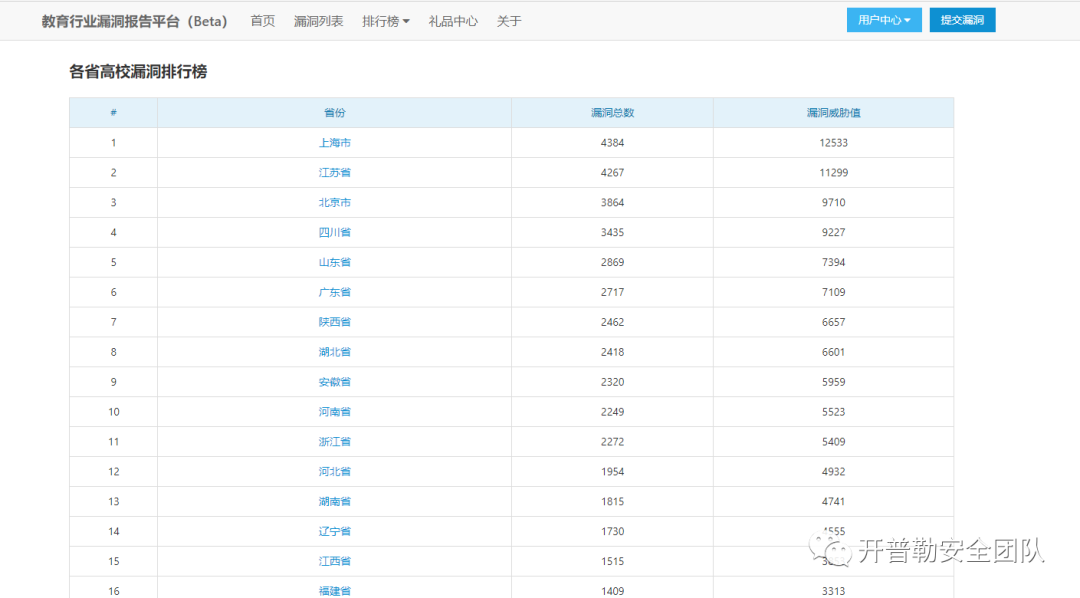 教育行业漏洞报告平台（Beta） 首页 漏洞列表 排行榜 礼品中心 关于 用户中心 提交漏洞
各省高校漏洞排行榜
# 省份 漏洞总数 漏洞威胁值
1 上海市 4384 12533
2 江苏省 4267 11299
3 北京市 3864 9710
4 四川省 3435 9227
5 山东省 2869 7394
6 广东省 2717 7109
7 陕西省 2462 6657
8 湖北省 2418 6601
9 安徽省 2320 5959
10 河南省 2249 5523
11 浙江省 2272 5409
12 河北省 1954 4932
13 湖南省 1815 4741
14 辽宁省 1730 4555
15 江西省 1515
16 福建省 1409 3313
开普勒安全团队